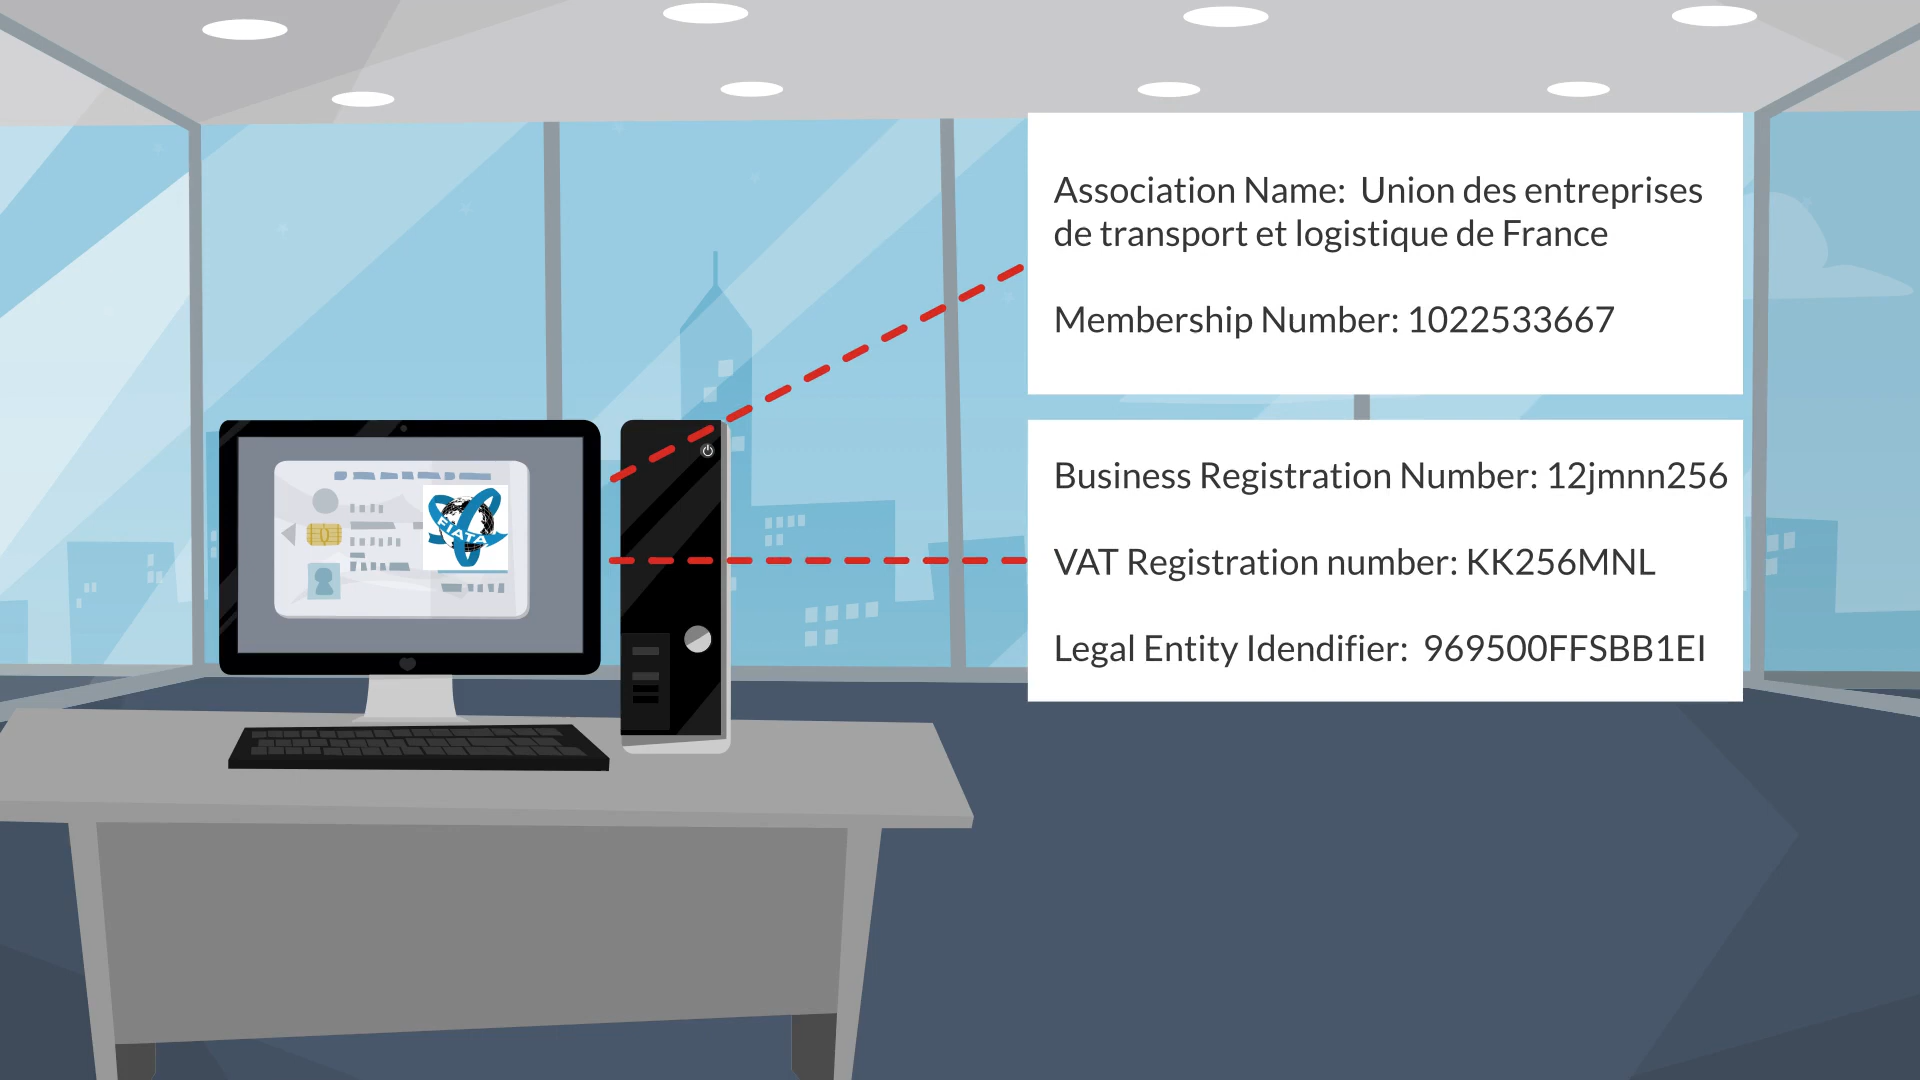 Association Name: Union des entreprises
de transport et logistique de France
Membership Number: 1022533667
FIATA
Business Registration Number: 12jmnn256
VAT Registration number: KK256MNL
Legal Entity Idendifier: 969500FFSBB1EI